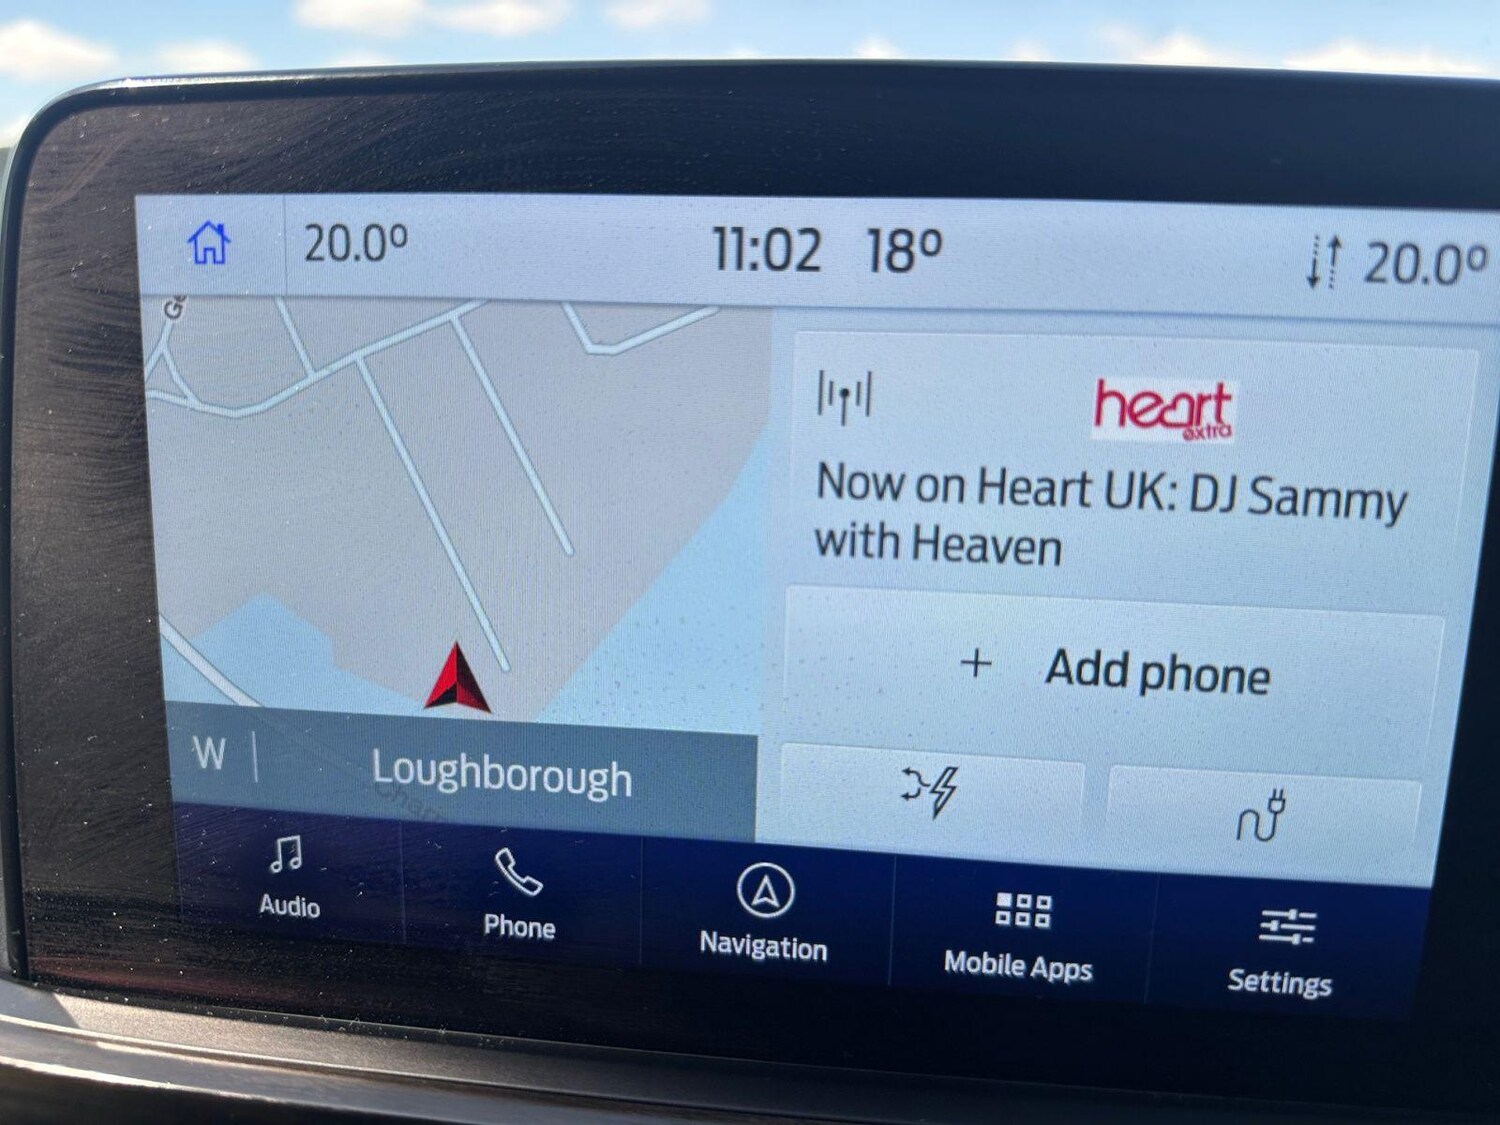 20.0º
11:02 18º
20.0º
Ge
heart
extra
Now on Heart UK: DJ Sammy
with Heaven
+ Add phone
W
Loughborough
Audio
Phone
Navigation
Mobile Apps
Settings